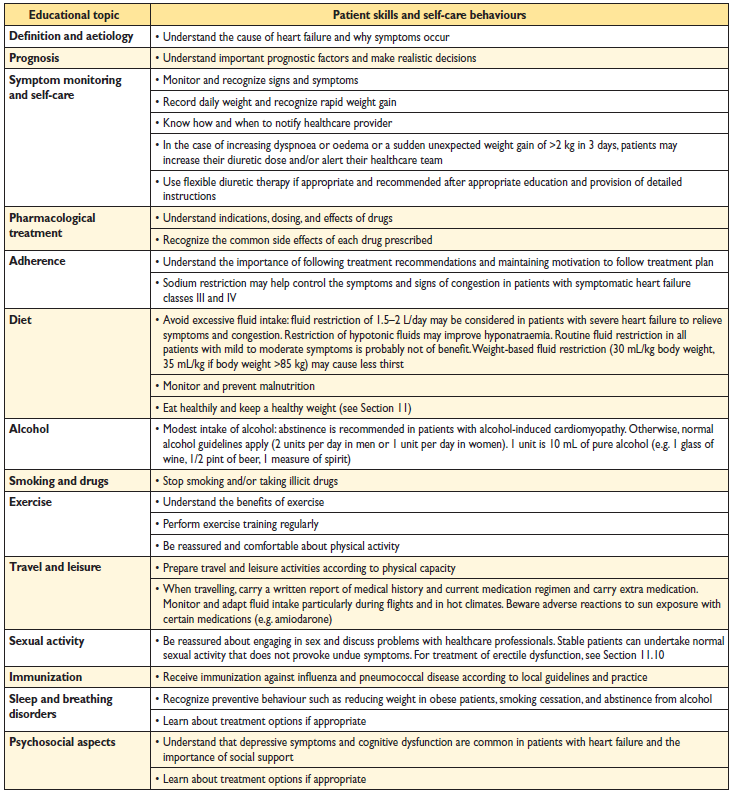 Educational topic
Patient skills and self-care behaviours
Definition and aetiology
• Understand the cause of heart failure and why symptoms occur
Prognosis
• Understand important prognostic factors and make realistic decisions
Symptom monitoring
and self-care
• Monitor and recognize signs and symptoms
• Record daily weight and recognize rapid weight gain
• Know how and when to notify healthcare provider
• In the case of increasing dyspnoea or oedema or a sudden unexpected weight gain of >2 kg in 3 days, patients may
increase their diuretic dose and/or alert their healthcare team
• Use flexible diuretic therapy if appropriate and recommended after appropriate education and provision of detailed
instructions
Pharmacological
treatment
• Understand indications, dosing, and effects of drugs
• Recognize the common side effects of each drug prescribed
Adherence
• Understand the importance of following treatment recommendations and maintaining motivation to follow treatment plan
• Sodium restriction may help control the symptoms and signs of congestion in patients with symptomatic heart failure
classes III and IV
Diet
• Avoid excessive fluid intake: fluid restriction of 1.5–2 L/day may be considered in patients with severe heart failure to relieve
symptoms and congestion. Restriction of hypotonic fluids may improve hyponatraemia. Routine fluid restriction in all
patients with mild to moderate symptoms is probably not of benefit. Weight-based fluid restriction (30 mL/kg body weight,
35 mL/kg if body weight >85 kg) may cause less thirst
• Monitor and prevent malnutrition
• Eat healthily and keep a healthy weight (see Section 11)
Alcohol
• Modest intake of alcohol: abstinence is recommended in patients with alcohol-induced cardiomyopathy. Otherwise, normal
alcohol guidelines apply (2 units per day in men or 1 unit per day in women). 1 unit is 10 mL of pure alcohol (e.g. 1 glass of
wine, 1/2 pint of beer, 1 measure of spirit)
Smoking and drugs
• Stop smoking and/or taking illicit drugs
Exercise
• Understand the benefits of exercise
• Perform exercise training regularly
• Be reassured and comfortable about physical activity
Travel and leisure
• Prepare travel and leisure activities according to physical capacity
• When travelling, carry a written report of medical history and current medication regimen and carry extra medication.
Monitor and adapt fluid intake particularly during flights and in hot climates. Beware adverse reactions to sun exposure with
certain medications (e.g. amiodarone)
Sexual activity
• Be reassured about engaging in sex and discuss problems with healthcare professionals. Stable patients can undertake normal
sexual activity that does not provoke undue symptoms. For treatment of erectile dysfunction, see Section 11.10
Immunization
• Receive immunization against influenza and pneumococcal disease according to local guidelines and practice
Sleep and breathing
disorders
• Recognize preventive behaviour such as reducing weight in obese patients, smoking cessation, and abstinence from alcohol
• Learn about treatment options if appropriate
Psychosocial aspects
• Understand that depressive symptoms and cognitive dysfunction are common in patients with heart failure and the
importance of social support
• Learn about treatment options if appropriate